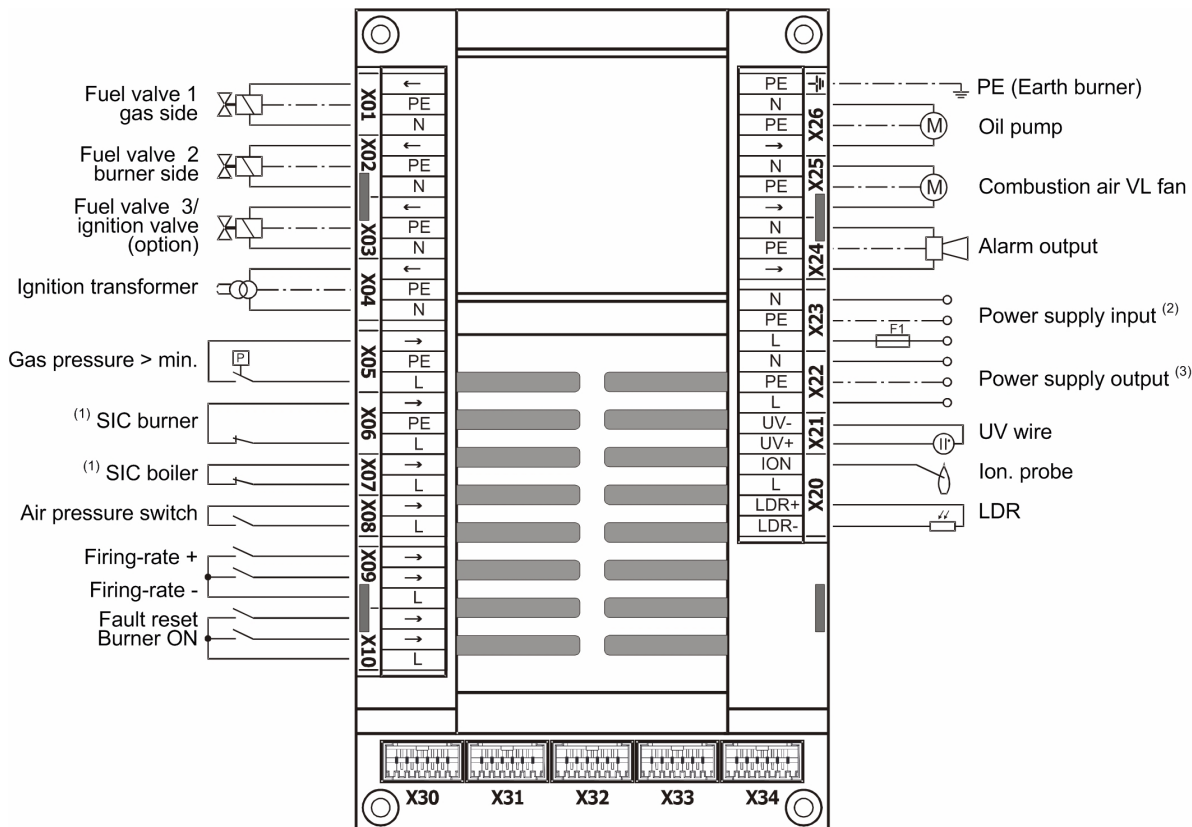 Fuel valve 1
gas side
Fuel valve 2
burner side
Fuel valve 3/
ignition valve
(option)
Ignition transformer
Gas pressure > min.
P
(1) SIC burner
(1) SIC boiler
Air pressure switch
Firing-rate +
Firing-rate -
Fault reset
Burner ON
X01
←
PE
N
X02
←
PE
N
X03
←
PE
N
X04
←
PE
N
X05
→
PE
L
X06
→
PE
L
X07
→
L
X08
→
L
X09
→
→
L
X10
→
→
L
PE
X26
N
PE
→
X25
N
PE
→
X24
N
PE
→
X23
N
PE
L
X22
N
PE
L
X21
UV-
UV+
X20
ION
L
LDR+
LDR-
PE (Earth burner)
M
Oil pump
M
Combustion air VL fan
Alarm output
F1
Power supply input (2)
Power supply output (3)
UV wire
Ion. probe
LDR
X30 X31 X32 X33 X34